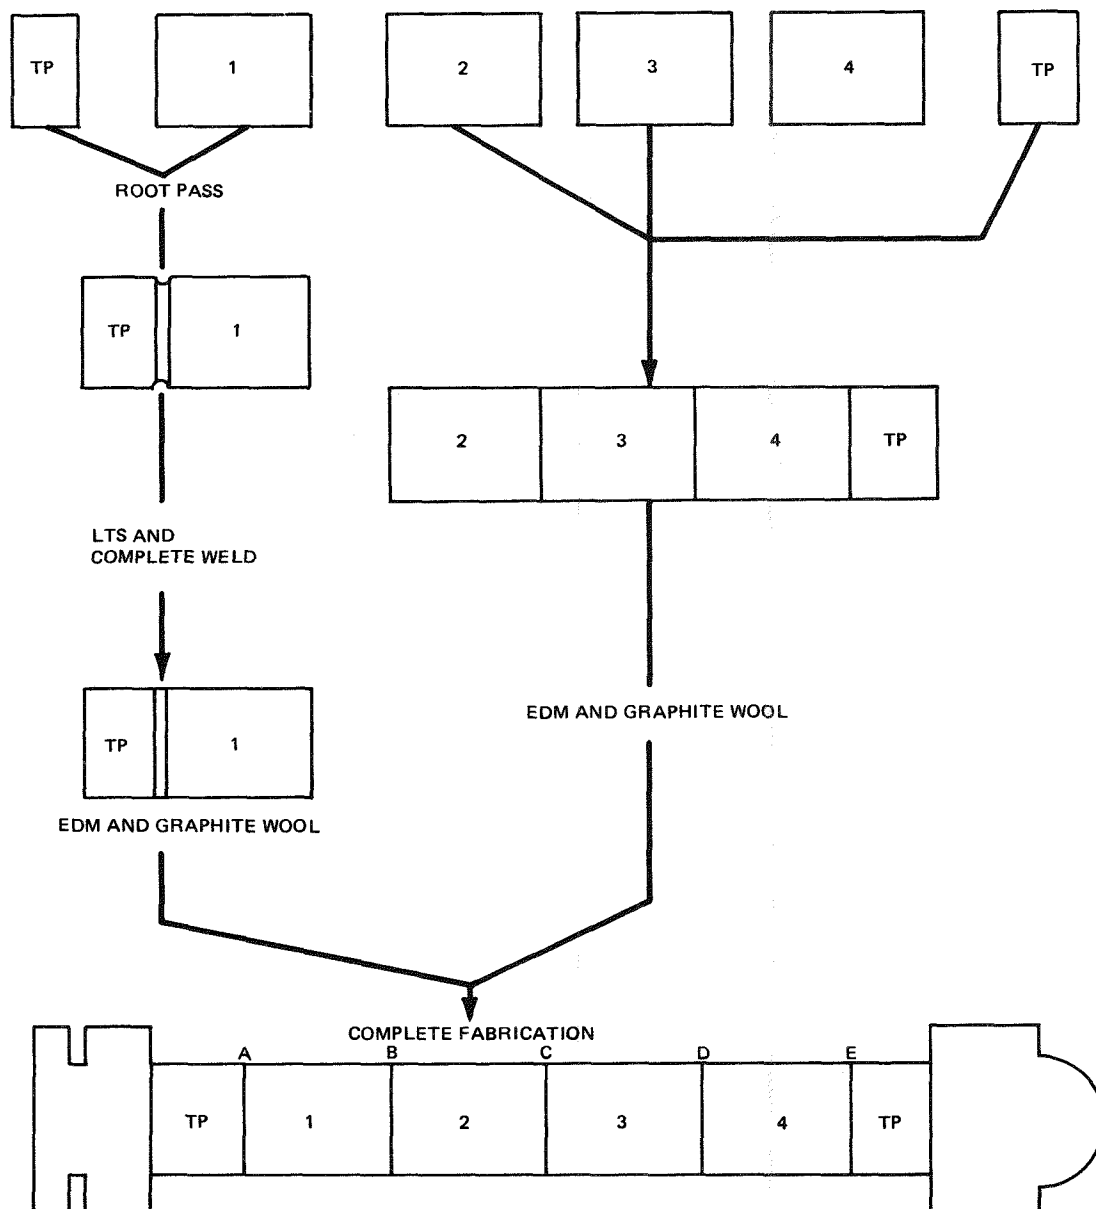 TP 1 2 3 4 TP
ROOT PASS
TP 1
2 3 4 TP
LTS AND
COMPLETE WELD
EDM AND GRAPHITE WOOL
TP 1
EDM AND GRAPHITE WOOL
COMPLETE FABRICATION
A B C D E
TP 1 2 3 4 TP